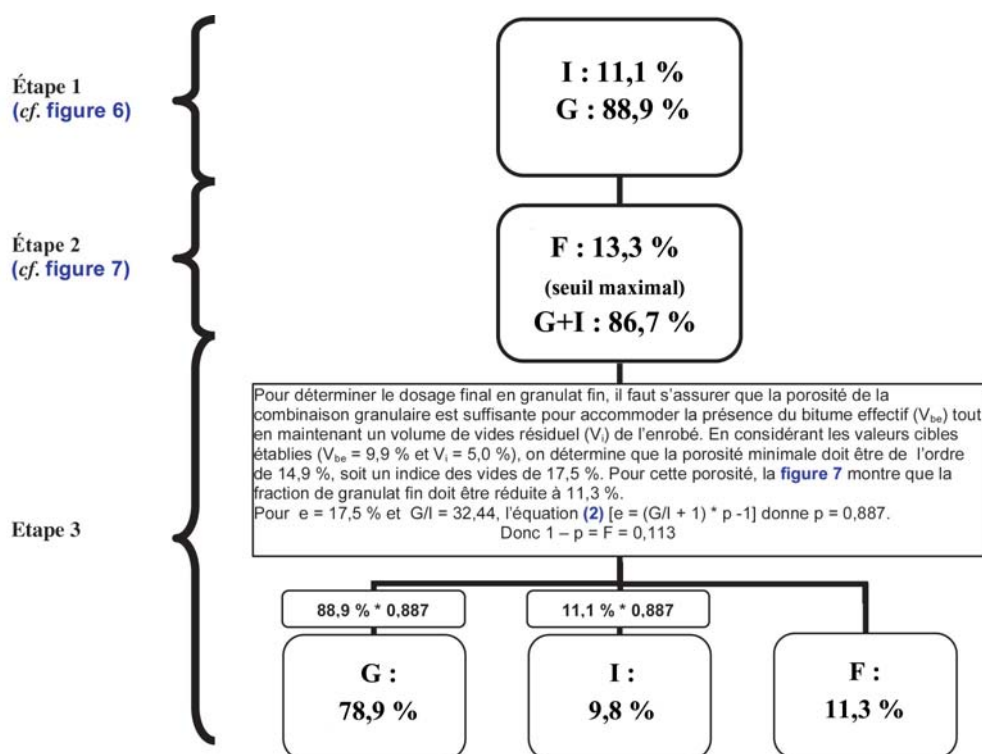 Étape 1
(cf. figure 6)
I : 11,1 %
G : 88,9 %
Étape 2
(cf. figure 7)
F : 13,3 %
(seuil maximal)
G+I : 86,7 %
Etape 3
Pour déterminer le dosage final en granulat fin, il faut s’assurer que la porosité de la
combinaison granulaire est suffisante pour accommoder la présence du bitume effectif (Vbe) tout
en maintenant un volume de vides résiduel (Vi) de l’enrobé. En considérant les valeurs cibles
établies (Vbe = 9,9 % et Vi = 5,0 %), on détermine que la porosité minimale doit être de l’ordre
de 14,9 %, soit un indice des vides de 17,5 %. Pour cette porosité, la figure 7 montre que la
fraction de granulat fin doit être réduite à 11,3 %.
Pour e = 17,5 % et G/I = 32,44, l’équation (2) [e = (G/I + 1) * p -1] donne p = 0,887.
Donc 1 – p = F = 0,113
88,9 % * 0,887
11,1 % * 0,887
G :
78,9 %
I :
9,8 %
F :
11,3 %